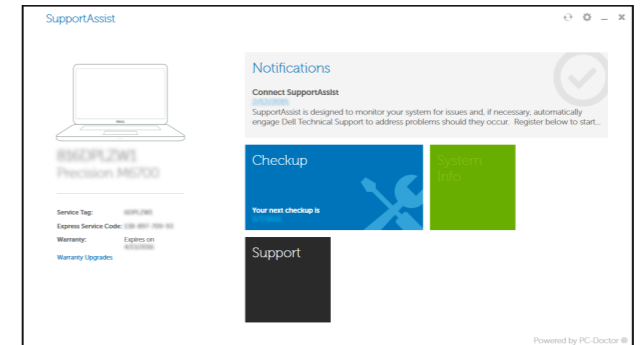 SupportAssist
Notifications
Connect SupportAssist
SupportAssist is designed to monitor your system for issues and, if necessary, automatically
engage Dell Technical Support to address problems should they occur. Register below to start...
Checkup
System
Info
Your next checkup is
Precision M6700
Service Tag:
Express Service Code:
Warranty: Expires on
Warranty Upgrades
Support
Powered by PC-Doctor ®